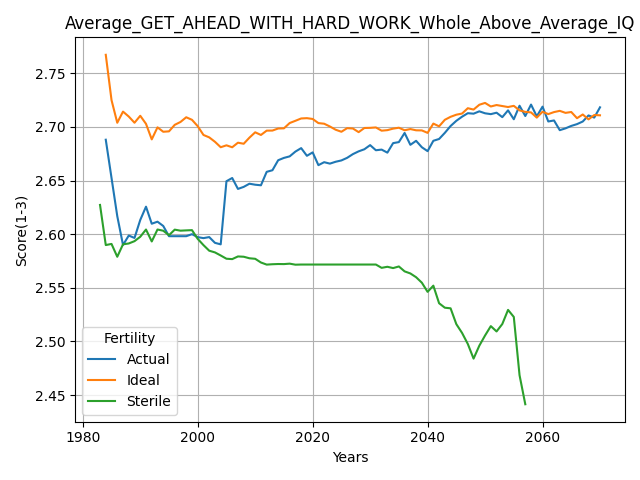 Average_GET_AHEAD_WITH_HARD_WORK_Whole_Above_Average_IQ
2.75
2.70
2.65
2.60
2.55
2.50
2.45
Score(1-3)
Fertility
Actual
Ideal
Sterile
1980 2000 2020 2040 2060
Years